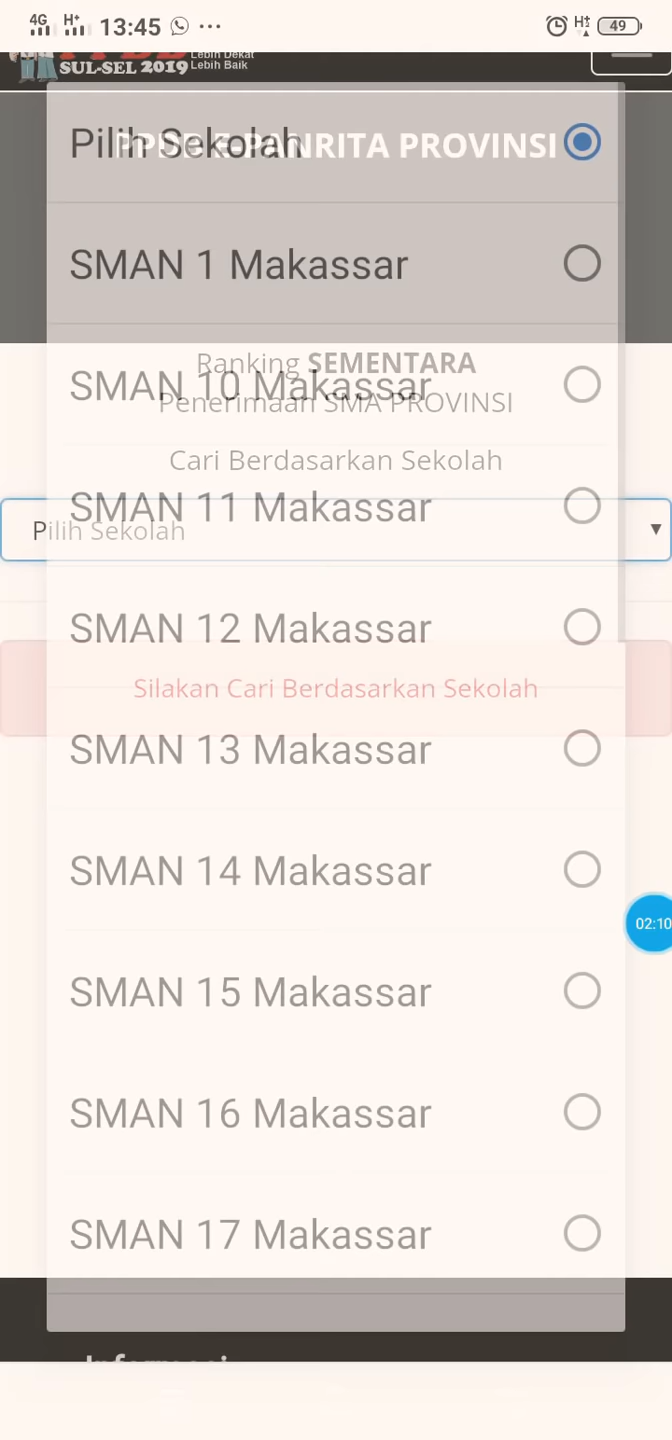 4G H+ 13:45 ... 49
SUL-SEL 2019 Lebih Dekat
Lebih Baik
Pilih Sekolah
PPDB E-PANRITA PROVINSI
SMAN 1 Makassar
Ranking SEMENTARA
SMAN 10 Makassar
Penerimaan SMA PROVINSI
Cari Berdasarkan Sekolah
SMAN 11 Makassar
Pilih Sekolah
SMAN 12 Makassar
Silakan Cari Berdasarkan Sekolah
SMAN 13 Makassar
SMAN 14 Makassar
02:10
SMAN 15 Makassar
SMAN 16 Makassar
SMAN 17 Makassar
Informasi